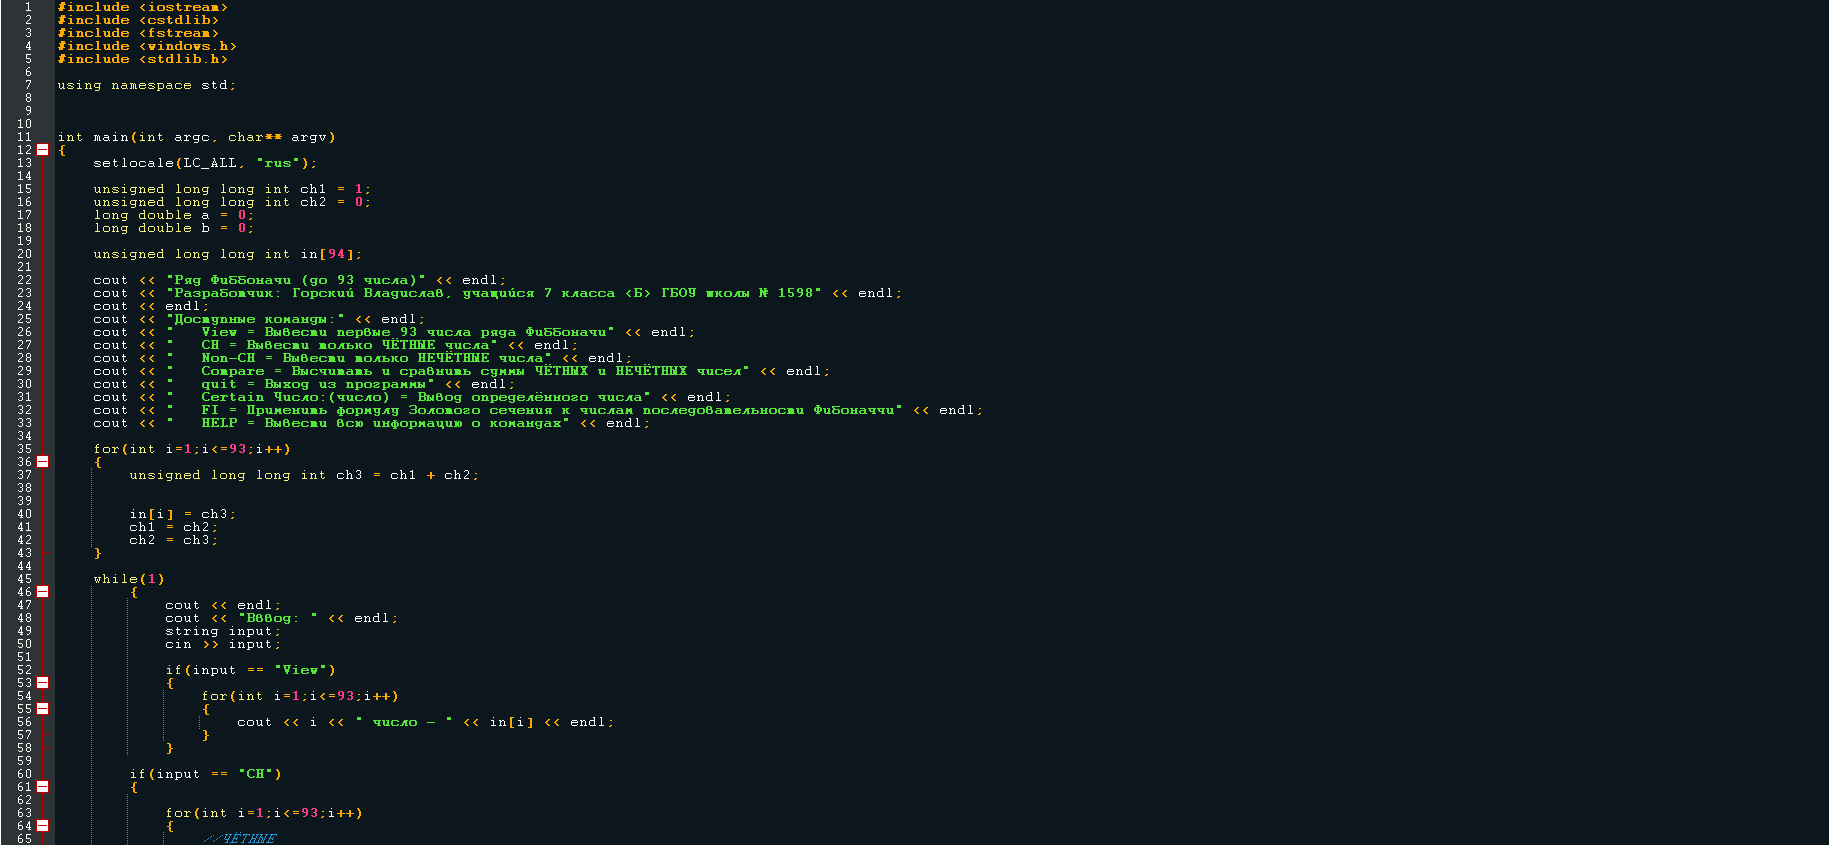 1 #include <iostream>
2 #include <cstdlib>
3 #include <fstream>
4 #include <windows.h>
5 #include <stdlib.h>
6
7 using namespace std;
8
9
10
11 int main(int argc, char** argv)
12 {
13 setlocale(LC_ALL, "rus");
14
15 unsigned long long int ch1 = 1;
16 unsigned long long int ch2 = 0;
17 long double a = 0;
18 long double b = 0;
19
20 unsigned long long int in[94];
21
22 cout << "Ряд Фиббоначи (до 93 числа)" << endl;
23 cout << "Разработчик: Горский Владислав, учащийся 7 класса <Б> ГБОУ школы № 1598" << endl;
24 cout << endl;
25 cout << "Доступные команды:" << endl;
26 cout << "   View = Вывести первые 93 числа ряда Фиббоначи" << endl;
27 cout << "   CH = Вывести только ЧЁТНЫЕ числа" << endl;
28 cout << "   Non-CH = Вывести только НЕЧЁТНЫЕ числа" << endl;
29 cout << "   Compare = Высчитать и сравнить суммы ЧЁТНЫХ и НЕЧЁТНЫХ чисел" << endl;
30 cout << "   quit = Выход из программы" << endl;
31 cout << "   Certain Число:(число) = Вывод определённого числа" << endl;
32 cout << "   FI = Применить формулу Золотого сечения к числам последовательности Фибоначчи" << endl;
33 cout << "   HELP = Вывести всю информацию о командах" << endl;
34
35 for(int i=1;i<=93;i++)
36 {
37 unsigned long long int ch3 = ch1 + ch2;
38
39
40 in[i] = ch3;
41 ch1 = ch2;
42 ch2 = ch3;
43 }
44
45 while(1)
46 {
47 cout << endl;
48 cout << "Вввод: " << endl;
49 string input;
50 cin >> input;
51
52 if(input == "View")
53 {
54 for(int i=1;i<=93;i++)
55 {
56 cout << i << " число - " << in[i] << endl;
57 }
58 }
59
60 if(input == "CH")
61 {
62
63 for(int i=1;i<=93;i++)
64 {
65 //ЧЁТНЫЕ